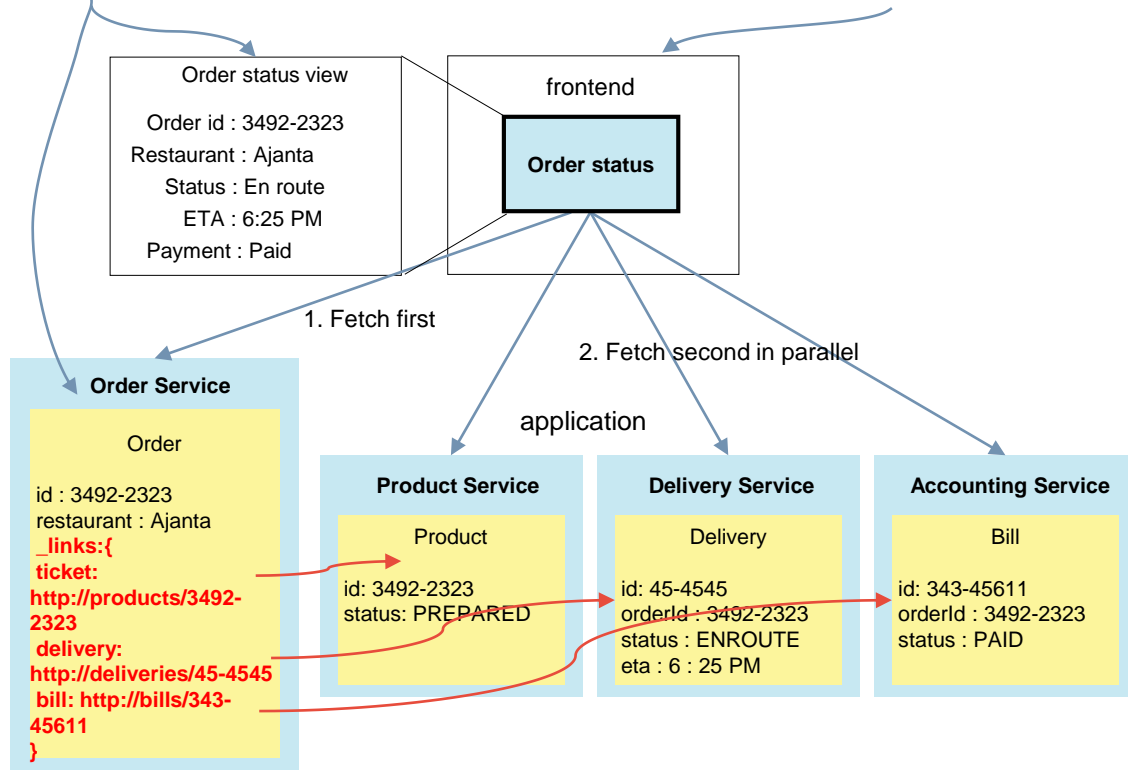 Order status view
Order id : 3492-2323
Restaurant : Ajanta
Status : En route
ETA : 6:25 PM
Payment : Paid
frontend
Order status
1. Fetch first
2. Fetch second in parallel
application
Order Service
Order
id : 3492-2323
restaurant : Ajanta
_links:{
ticket:
http://products/3492-
2323
delivery:
http://deliveries/45-4545
bill: http://bills/343-
45611
}
Product Service
Product
id: 3492-2323
status: PREPARED
Delivery Service
Delivery
id: 45-4545
orderId : 3492-2323
status : ENROUTE
eta : 6 : 25 PM
Accounting Service
Bill
id: 343-45611
orderId : 3492-2323
status : PAID